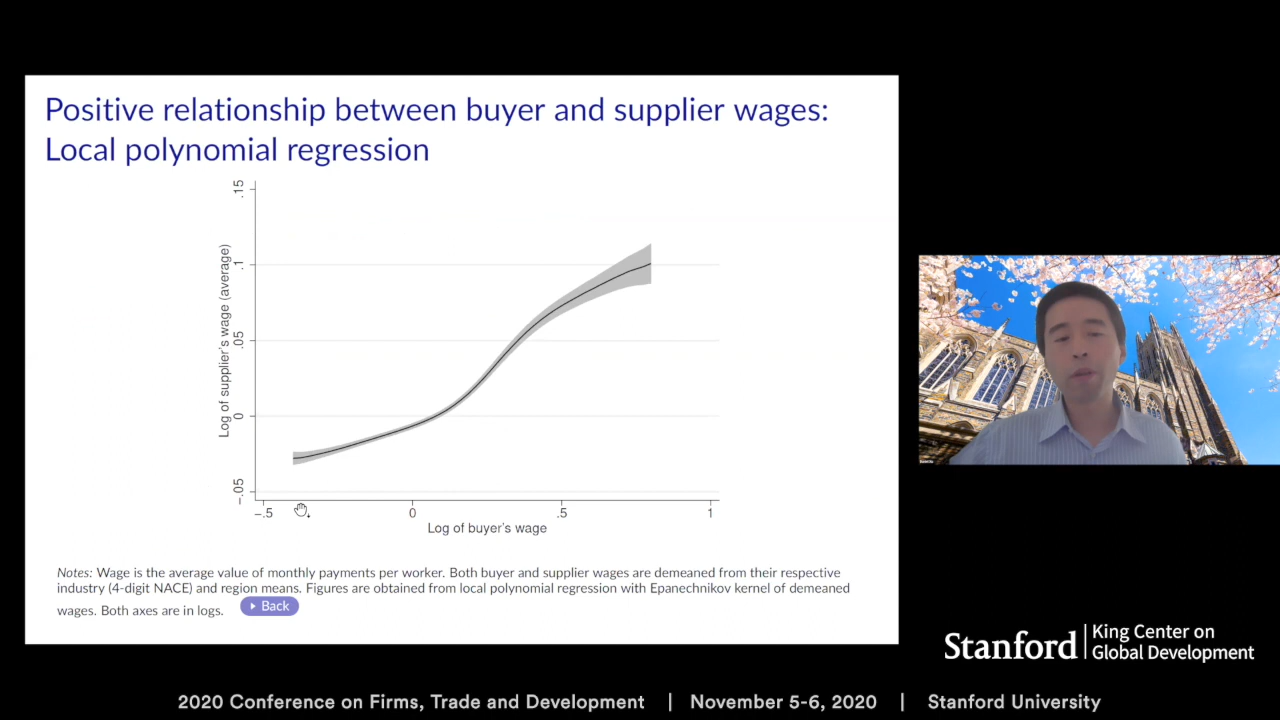 Positive relationship between buyer and supplier wages:
Local polynomial regression
.15
.1
.05
0
-.05
Log of supplier's wage (average)
-.5
0
.5
1
Log of buyer's wage
Notes: Wage is the average value of monthly payments per worker. Both buyer and supplier wages are demeaned from their respective
industry (4-digit NACE) and region means. Figures are obtained from local polynomial regression with Epanechnikov kernel of demeaned
wages. Both axes are in logs.
Back
Stanford
King Center on
Global Development
2020 Conference on Firms, Trade and Development | November 5-6, 2020 | Stanford University